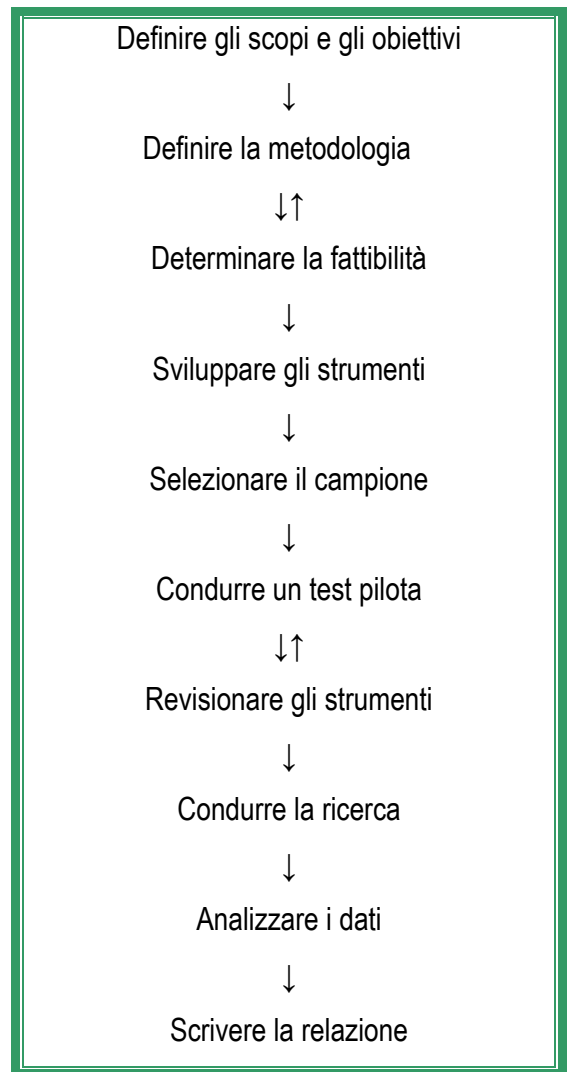 Definire gli scopi e gli obiettivi
↓
Definire la metodologia
↓↑
Determinare la fattibilità
↓
Sviluppare gli strumenti
↓
Selezionare il campione
↓
Condurre un test pilota
↓↑
Revisionare gli strumenti
↓
Condurre la ricerca
↓
Analizzare i dati
↓
Scrivere la relazione